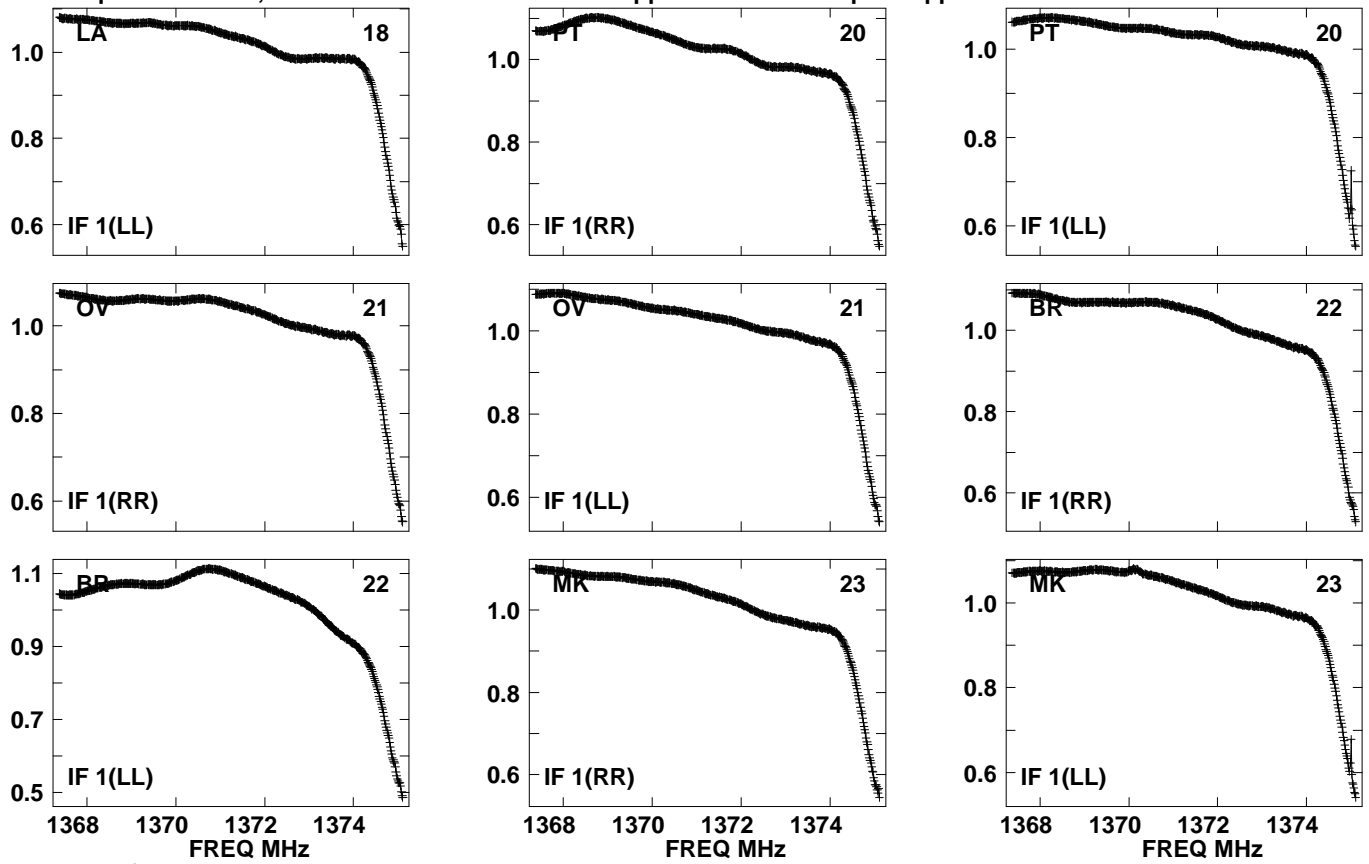 LA 18 PT 20 PT 20
1.0 1.0 1.0
0.8 0.8 0.8
0.6 0.6 0.6
IF 1(LL) IF 1(RR) IF 1(LL)
OV 21 OV 21 BR 22
1.0 1.0 1.0
0.8 0.8 0.8
0.6 0.6 0.6
IF 1(RR) IF 1(LL) IF 1(RR)
BR 22 MK 23 MK 23
1.1 1.0 1.0
0.9 0.8 0.8
0.7 0.6 0.6
0.5
IF 1(LL) IF 1(RR) IF 1(LL)
1368 1370 1372 1374 1368 1370 1372 1374 1368 1370 1372 1374
FREQ MHz FREQ MHz FREQ MHz